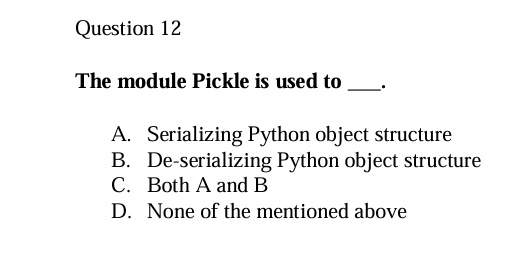 Question 12
The module Pickle is used to ___.
A. Serializing Python object structure
B. De-serializing Python object structure
C. Both A and B
D. None of the mentioned above